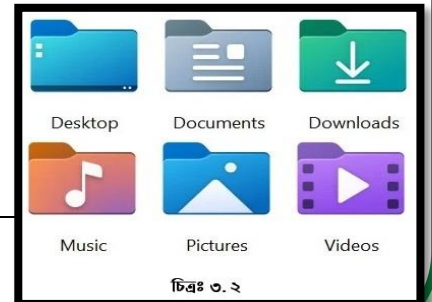 Desktop Documents Downloads
Music Pictures Videos
চিত্রঃ ৩.২